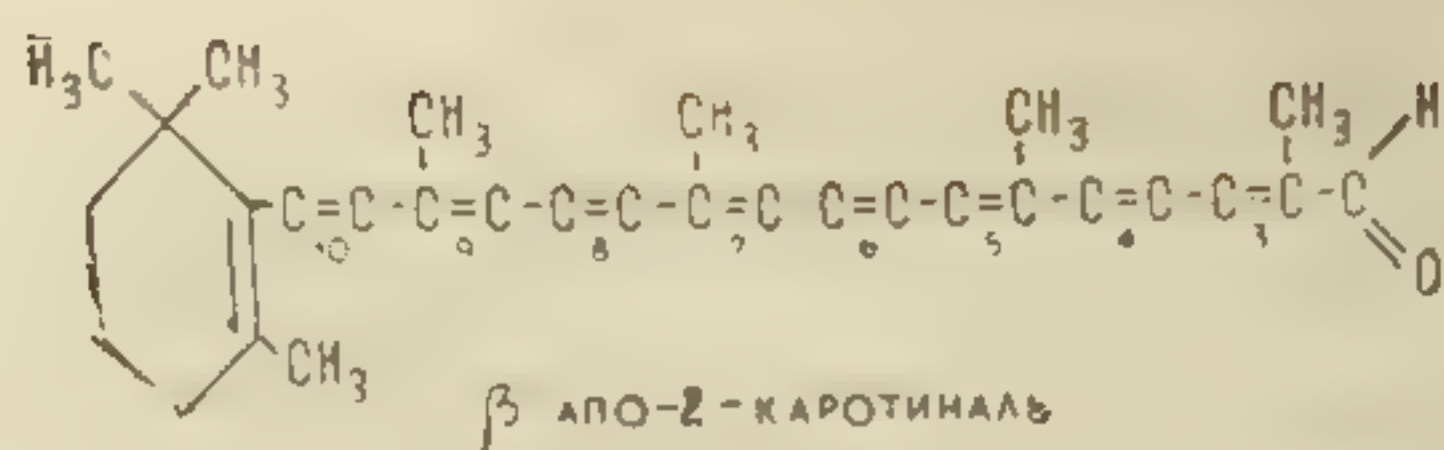 H₃C CH₃ CH₃ CH₃ CH₃ CH₃ H
C=C-C=C-C=C-C=C C=C-C=C-C=C-C=C-C
10 9 8 7 6 5 4 3
O
CH₃
β АПО-2-КАРОТИНАЛЬ